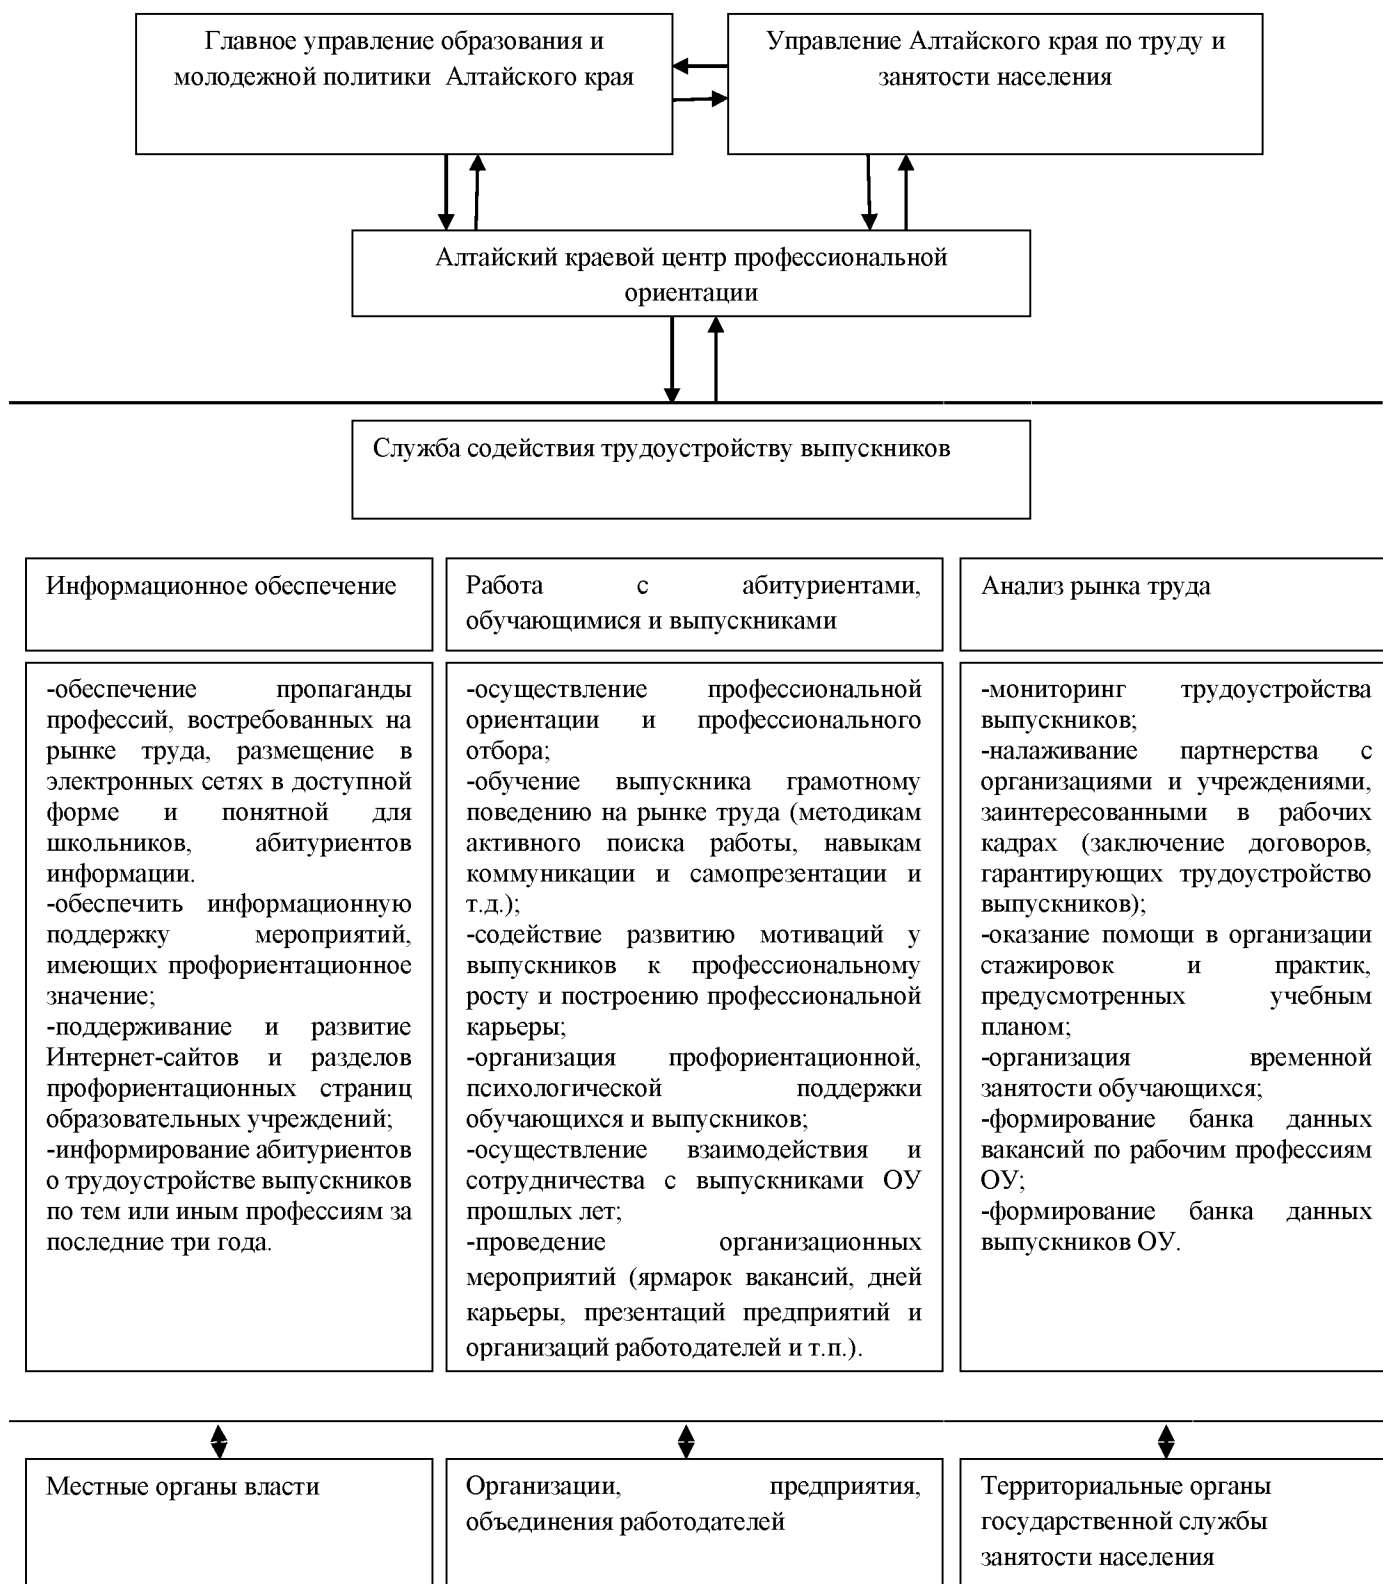 Главное управление образования и
молодежной политики Алтайского края
Управление Алтайского края по труду и
занятости населения
Алтайский краевой центр профессиональной
ориентации
Служба содействия трудоустройству выпускников
Информационное обеспечение
Работа с абитуриентами,
обучающимися и выпускниками
Анализ рынка труда
-обеспечение пропаганды
профессий, востребованных на
рынке труда, размещение в
электронных сетях в доступной
форме и понятной для
школьников, абитуриентов
информации.
-обеспечить информационную
поддержку мероприятий,
имеющих профориентационное
значение;
-поддерживание и развитие
Интернет-сайтов и разделов
профориентационных страниц
образовательных учреждений;
-информирование абитуриентов
о трудоустройстве выпускников
по тем или иным профессиям за
последние три года.
-осуществление профессиональной
ориентации и профессионального
отбора;
-обучение выпускника грамотному
поведению на рынке труда (методикам
активного поиска работы, навыкам
коммуникации и самопрезентации и
т.д.);
-содействие развитию мотиваций у
выпускников к профессиональному
росту и построению профессиональной
карьеры;
-организация профориентационной,
психологической поддержки
обучающихся и выпускников;
-осуществление взаимодействия и
сотрудничества с выпускниками ОУ
прошлых лет;
-проведение организационных
мероприятий (ярмарок вакансий, дней
карьеры, презентаций предприятий и
организаций работодателей и т.п.).
-мониторинг трудоустройства
выпускников;
-налаживание партнерства с
организациями и учреждениями,
заинтересованными в рабочих
кадрах (заключение договоров,
гарантирующих трудоустройство
выпускников);
-оказание помощи в организации
стажировок и практик,
предусмотренных учебным
планом;
-организация временной
занятости обучающихся;
-формирование банка данных
вакансий по рабочим профессиям
ОУ;
-формирование банка данных
выпускников ОУ.
Местные органы власти
Организации, предприятия,
объединения работодателей
Территориальные органы
государственной службы
занятости населения